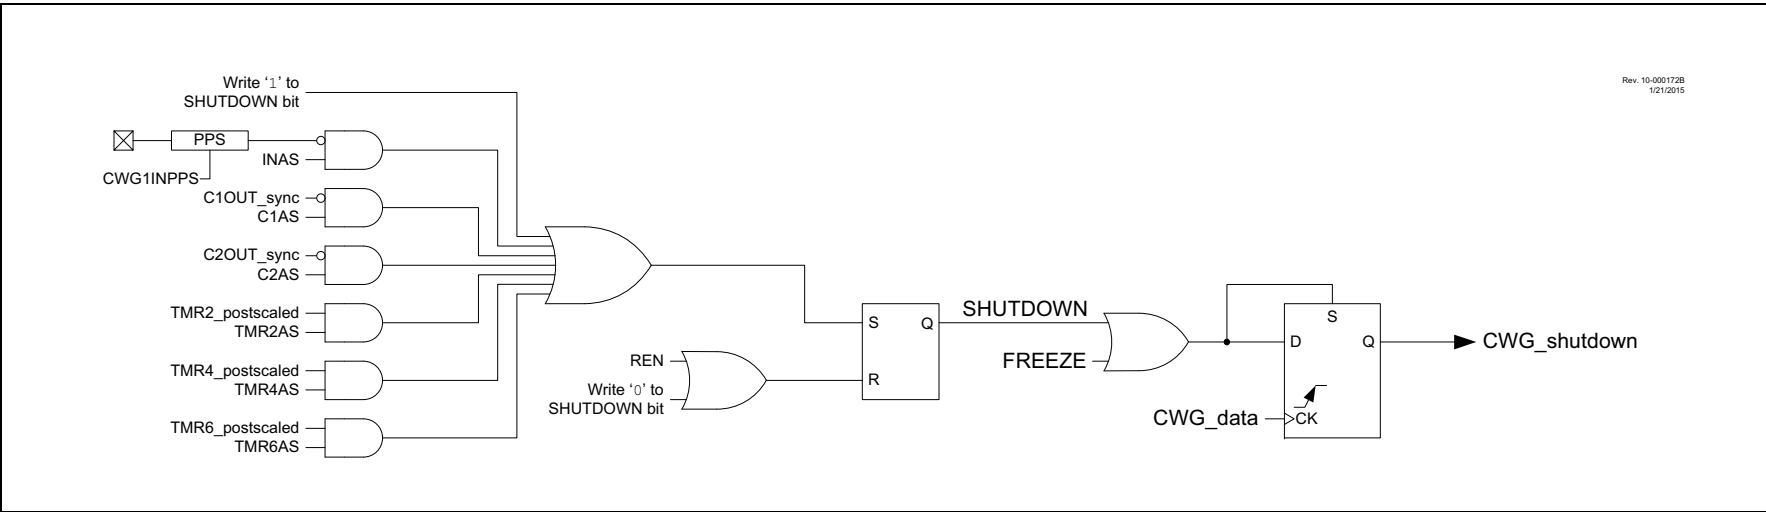 Write ‘1’ to
SHUTDOWN bit
Rev. 10-000172B
1/21/2015
PPS
INAS
CWG1INPPS
C1OUT_sync
C1AS
C2OUT_sync
C2AS
TMR2_postscaled
TMR2AS
TMR4_postscaled
TMR4AS
TMR6_postscaled
TMR6AS
REN
Write ‘0’ to
SHUTDOWN bit
S
Q
R
SHUTDOWN
FREEZE
S
D
Q
CK
CWG_data
CWG_shutdown